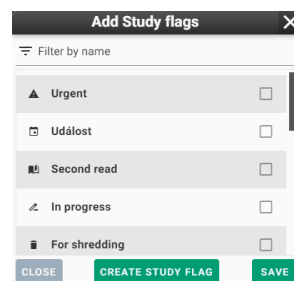 Add Study flags
Filter by name
Urgent
Událost
Second read
In progress
For shredding
CLOSE
CREATE STUDY FLAG
SAVE